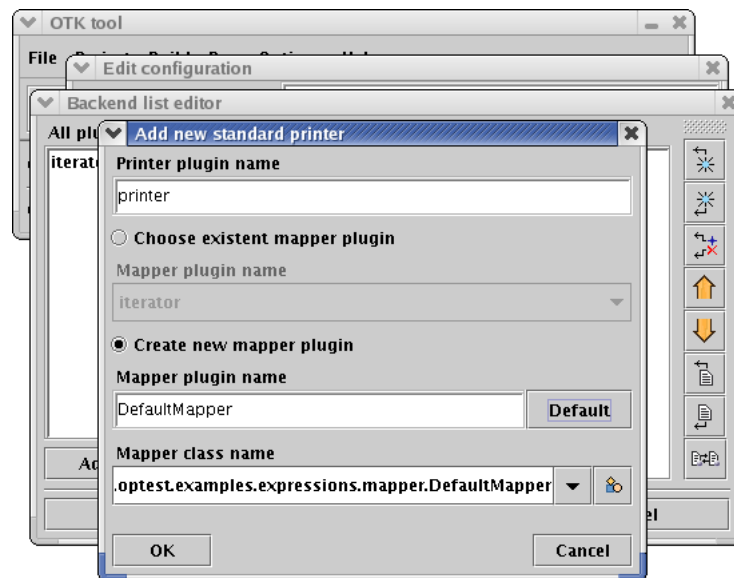 OTK tool
File
Edit configuration
Backend list editor
All
Add new standard printer
Printer plugin name
printer
Choose existent mapper plugin
Mapper plugin name
iterator
Create new mapper plugin
Mapper plugin name
DefaultMapper
Default
Mapper class name
.optest.examples.expressions.mapper.DefaultMapper
OK
Cancel